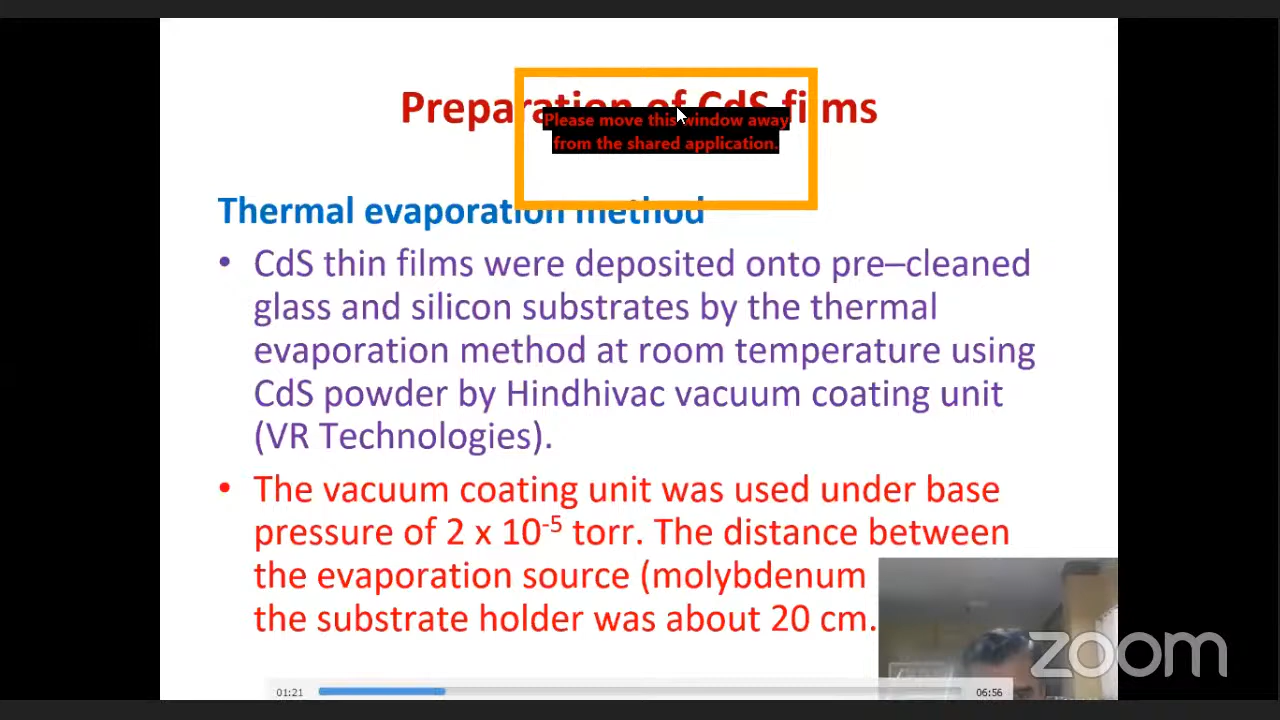 Preparation of CdS films
Please move this window away
from the shared application.
Thermal evaporation method
• CdS thin films were deposited onto pre–cleaned
glass and silicon substrates by the thermal
evaporation method at room temperature using
CdS powder by Hindhivac vacuum coating unit
(VR Technologies).
• The vacuum coating unit was used under base
pressure of 2 x 10⁻⁵ torr. The distance between
the evaporation source (molybdenum
the substrate holder was about 20 cm.
zoom
01:21
06:56